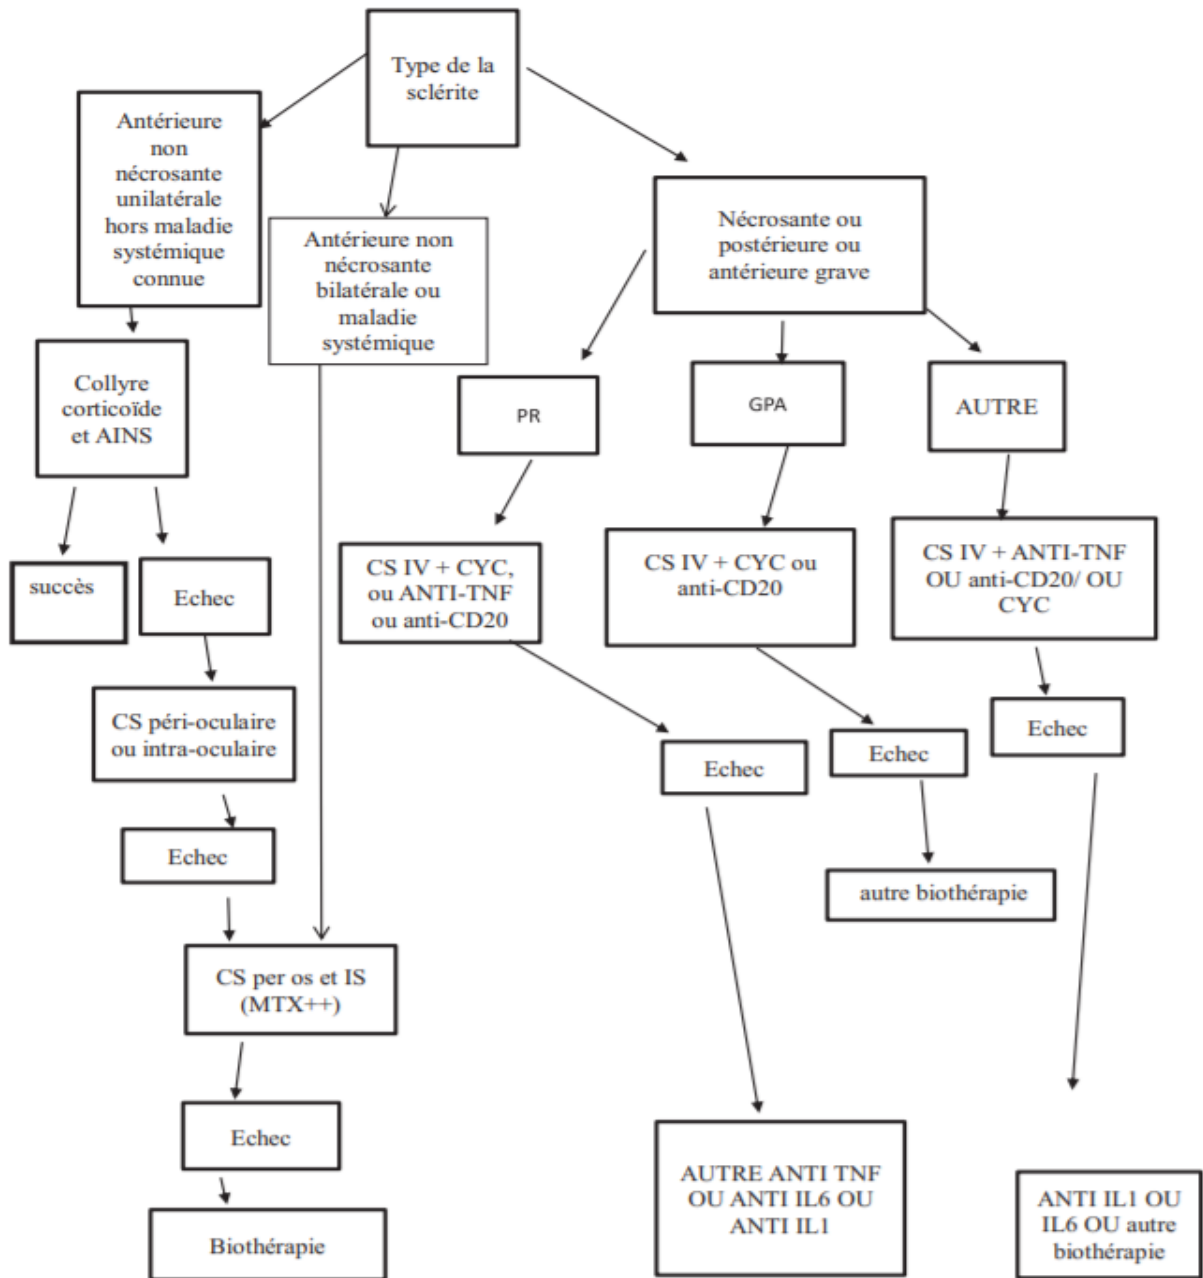 Type de la
sclérite
Antérieure
non
nécrosante
unilatérale
hors maladie
systémique
connue
Antérieure non
nécrosante
bilatérale ou
maladie
systémique
Nécrosante ou
postérieure ou
antérieure grave
Collyre
corticoïde
et AINS
PR
GPA
AUTRE
succès
Echec
CS IV + CYC,
ou ANTI-TNF
ou anti-CD20
CS IV + CYC ou
anti-CD20
CS IV + ANTI-TNF
OU anti-CD20/ OU
CYC
CS péri-oculaire
ou intra-oculaire
Echec
Echec
Echec
Echec
autre biothérapie
CS per os et IS
(MTX++)
Echec
Biothérapie
AUTRE ANTI TNF
OU ANTI IL6 OU
ANTI IL1
ANTI IL1 OU
IL6 OU autre
biothérapie